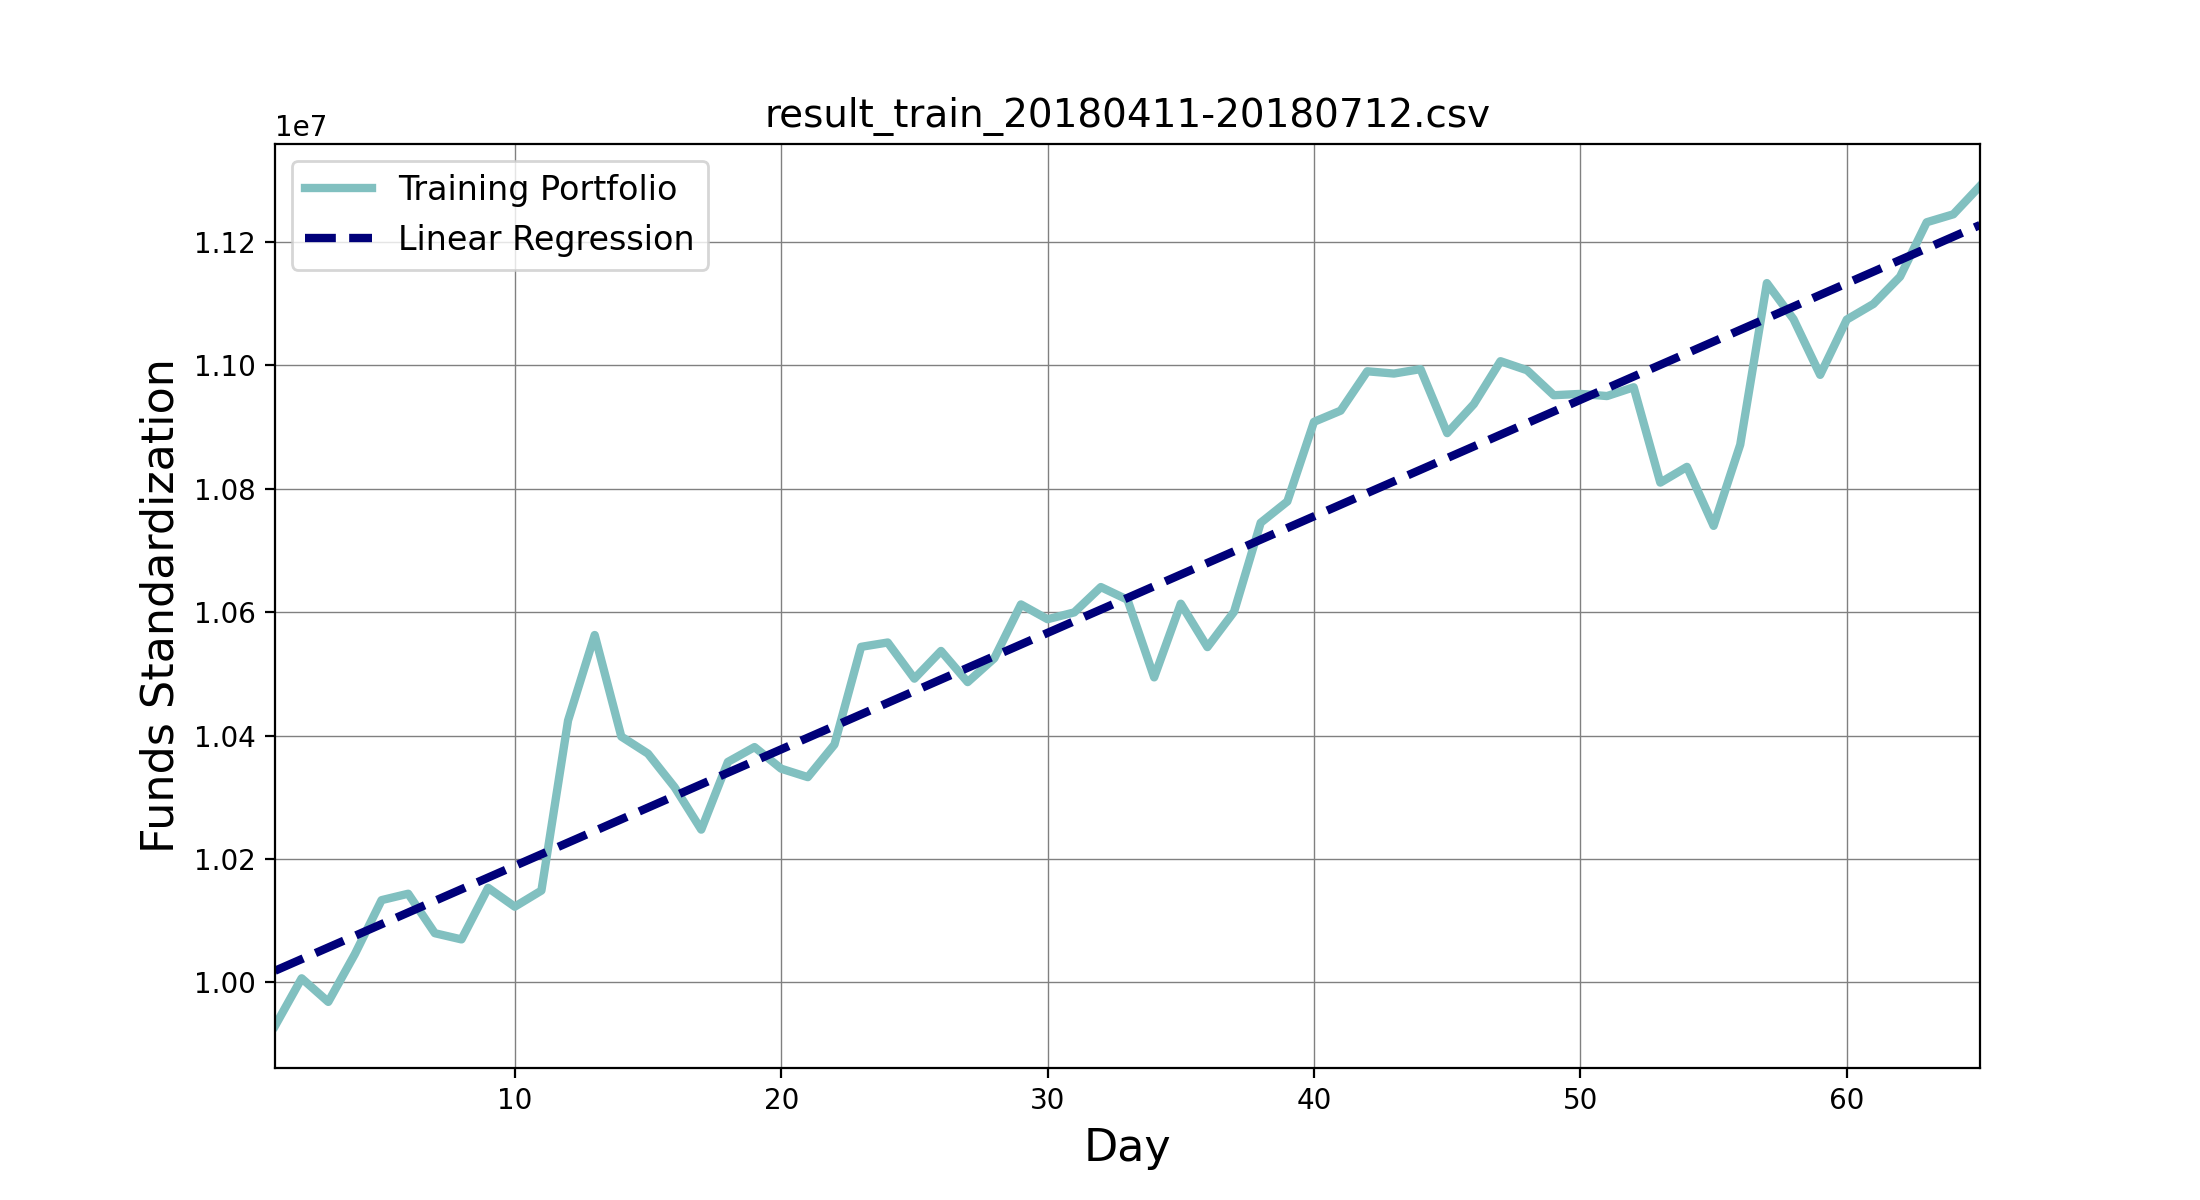 result_train_20180411-20180712.csv
1e7
Training Portfolio
Linear Regression
1.12
1.10
1.08
1.06
1.04
1.02
1.00
Funds Standardization
10 20 30 40 50 60
Day